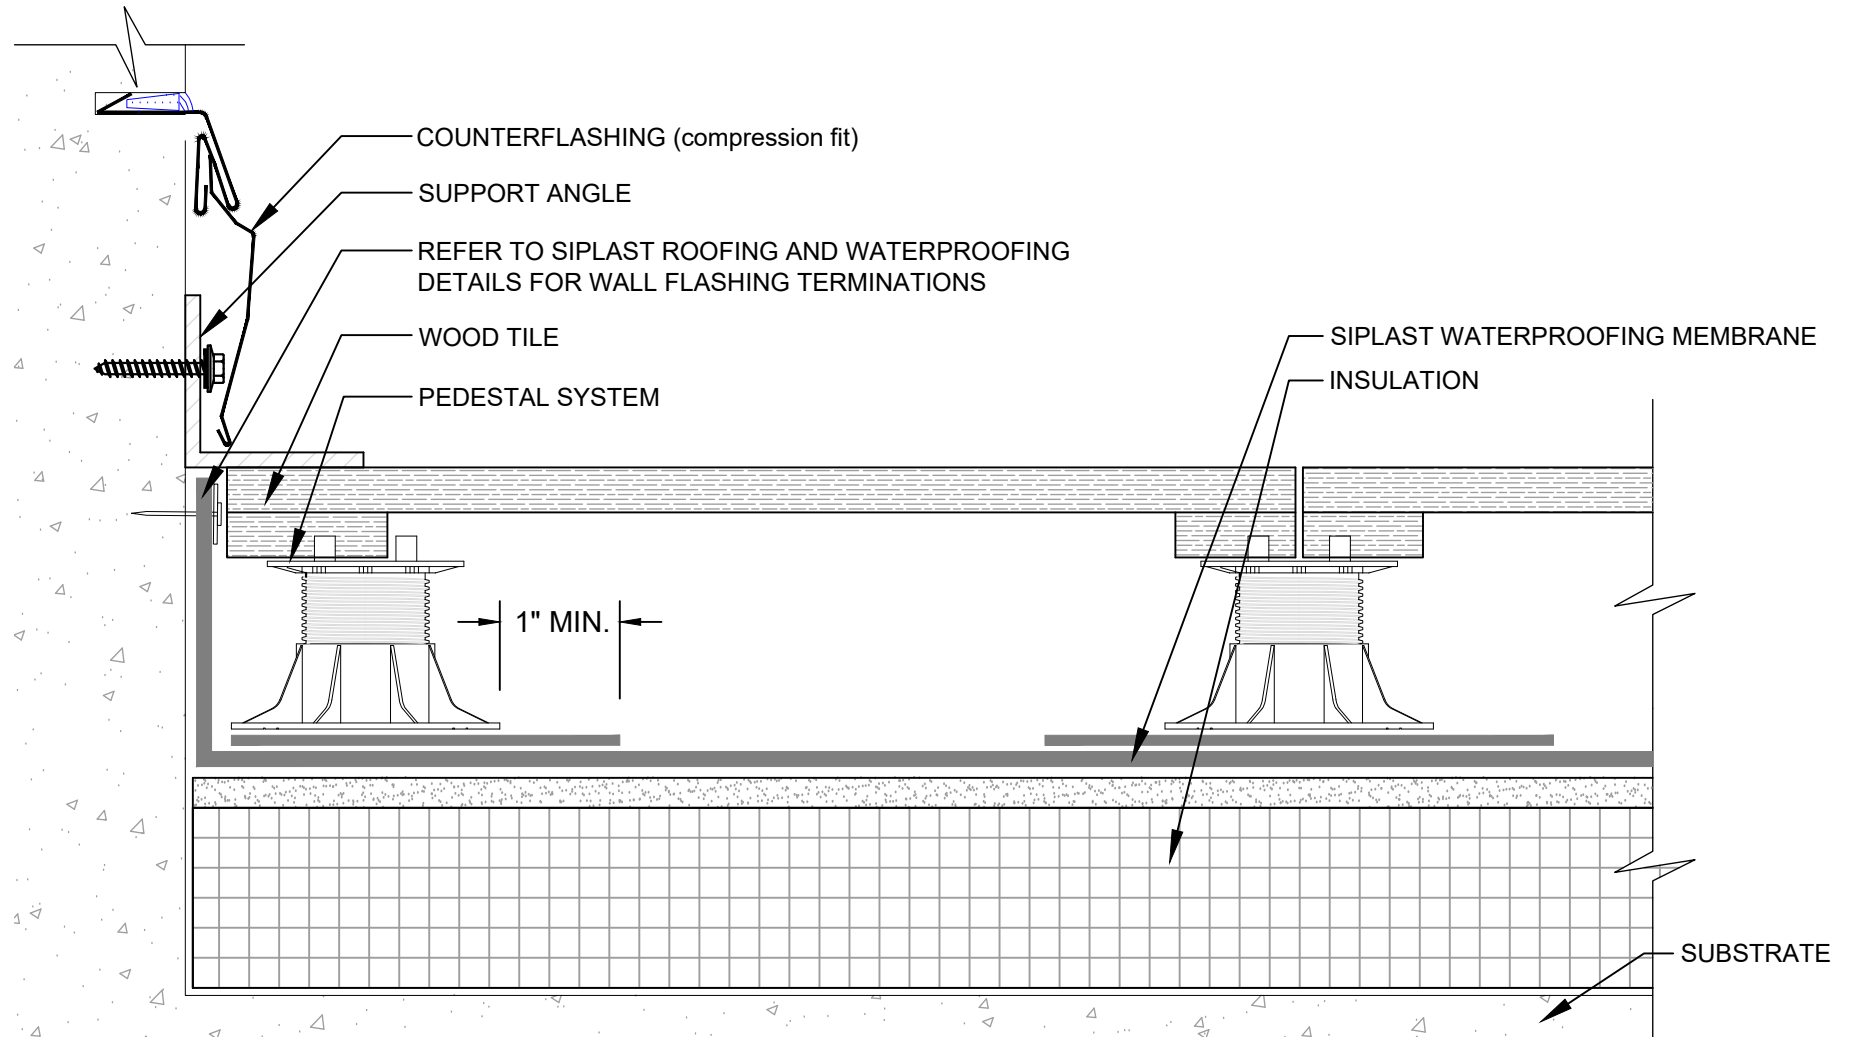 COUNTERFLASHING (compression fit)
SUPPORT ANGLE
REFER TO SIPLAST ROOFING AND WATERPROOFING
DETAILS FOR WALL FLASHING TERMINATIONS
WOOD TILE
PEDESTAL SYSTEM
SIPLAST WATERPROOFING MEMBRANE
INSULATION
1" MIN.
SUBSTRATE